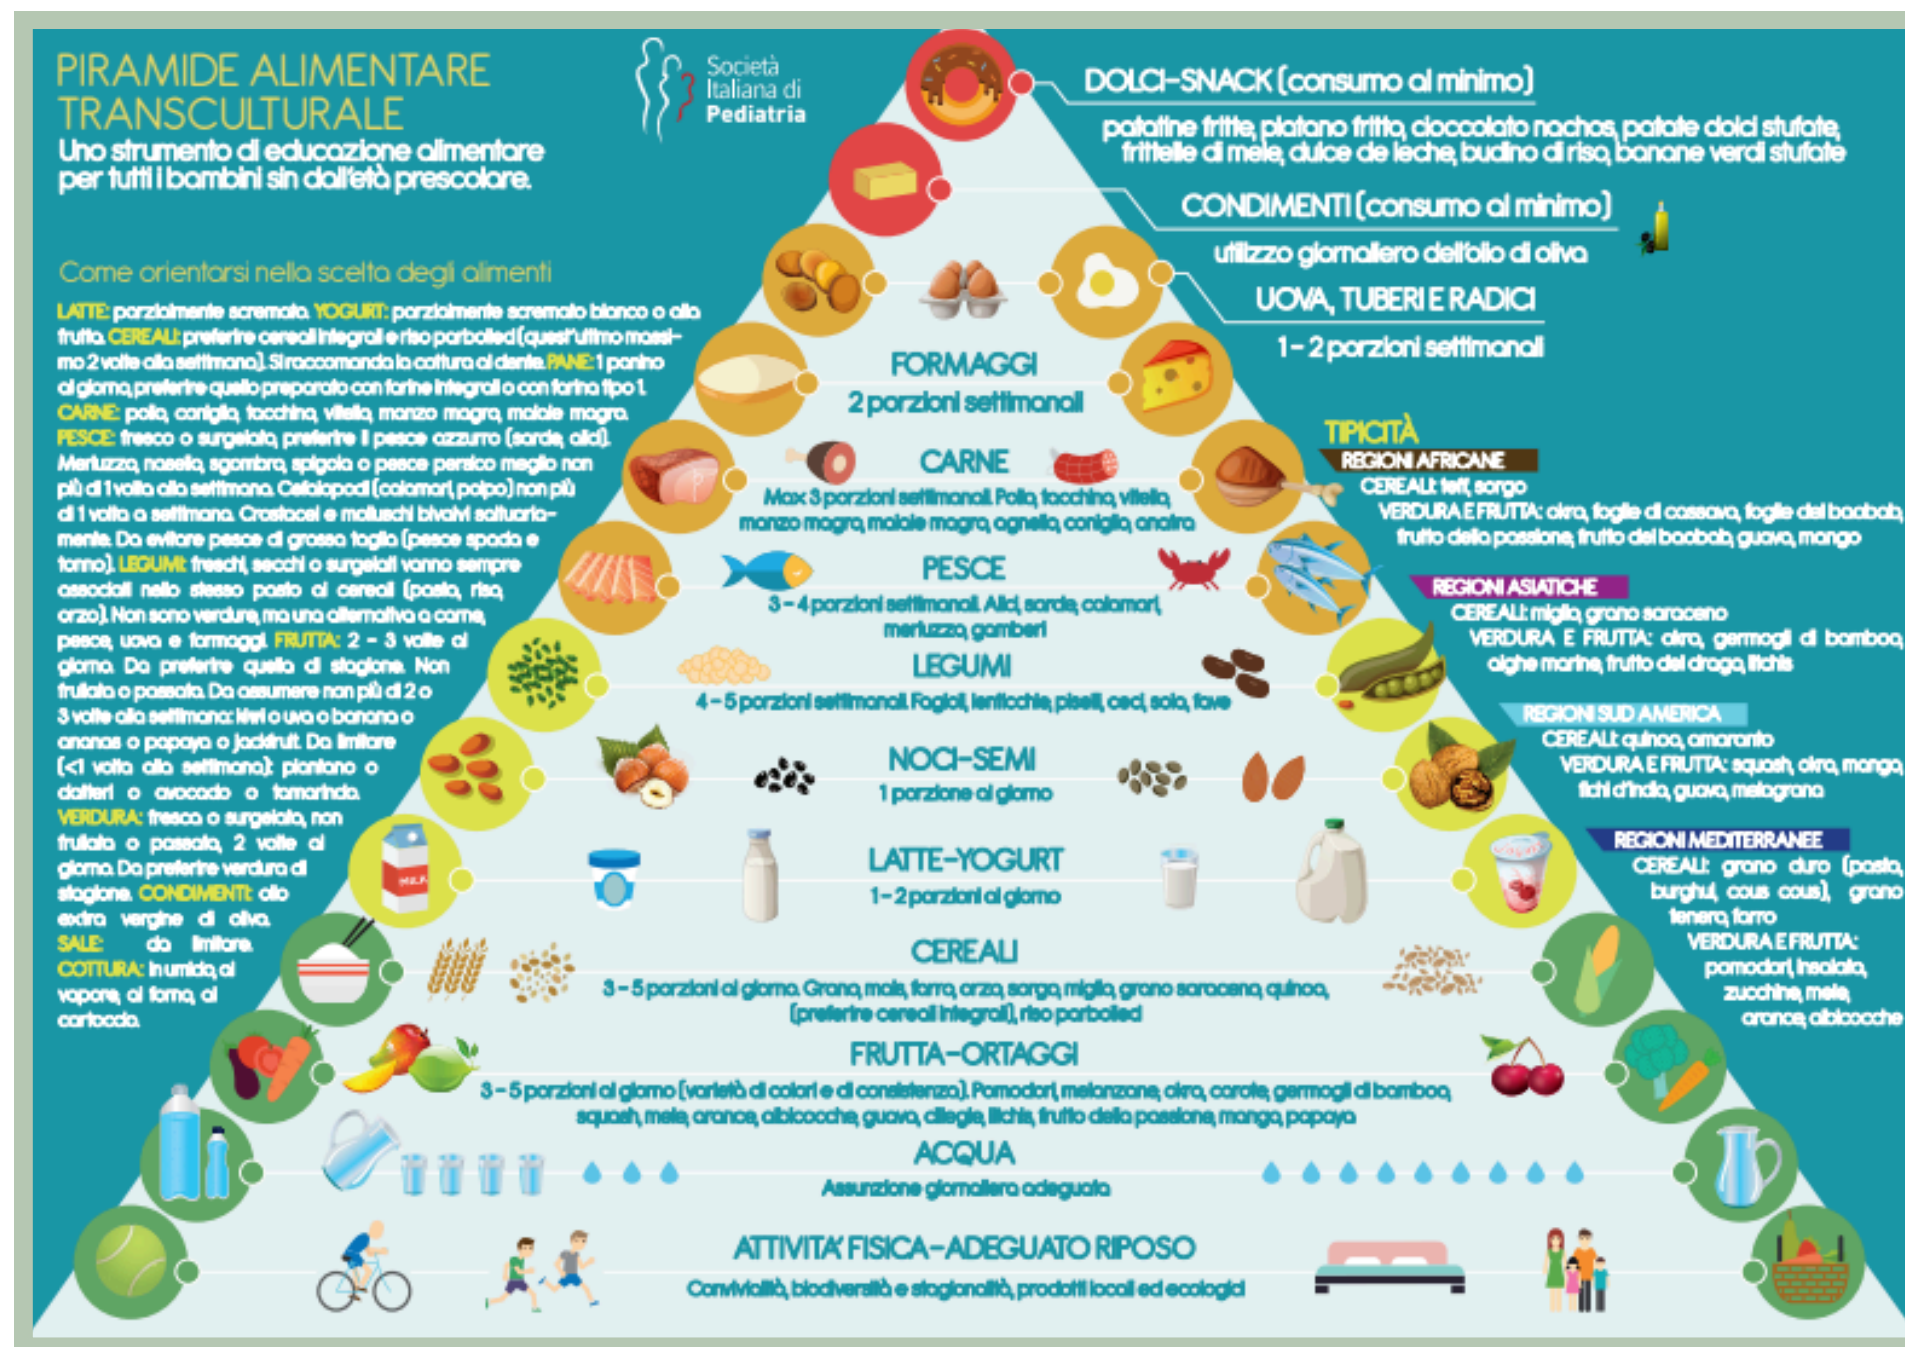 PIRAMIDE ALIMENTARE
TRANSCULTURALE
Uno strumento di educazione alimentare
per tutti i bambini sin dall'età prescolare.
Società
Italiana di
Pediatria
DOLCI-SNACK (consumo al minimo)
patatine fritte, platano fritto, cioccolato nachos, patate dolci stufate,
frittelle di mele, dulce de leche, budino di riso, banane verdi stufate
CONDIMENTI (consumo al minimo)
utilizzo giornaliero dell'olio di oliva
UOVA, TUBERI E RADICI
1-2 porzioni settimanali
Come orientarsi nella scelta degli alimenti
LATTE: parzialmente scremato. YOGURT: parzialmente scremato bianco o alla
frutta. CEREALI: preferire cereali integrali e riso parboiled (quest'ultimo massi-
mo 2 volte alla settimana). Si raccomanda la cottura al dente. PANE: 1 panino
al giorno, preferire quello preparato con farine integrali o con farina tipo 1.
CARNE: pollo, coniglio, tacchino, vitello, manzo magro, maiale magro.
PESCE: fresco o surgelato, preferire il pesce azzurro (sarde, alici).
Merluzzo, nasello, sgombro, spigola o pesce persico meglio non
più di 1 volta alla settimana. Cefalopodi (calamari, polpo) non più
di 1 volta a settimana. Crostacei e molluschi bivalvi saltuaria-
mente. Da evitare pesce di grossa taglia (pesce spada e
tonno). LEGUMI: freschi, secchi o surgelati vanno sempre
associati nello stesso pasto ai cereali (pasta, riso,
orzo). Non sono verdure, ma una alternativa a carne,
pesce, uova e formaggi. FRUTTA: 2 - 3 volte al
giorno. Da preferire quella di stagione. Non
frullata o passata. Da assumere non più di 2 o
3 volte alla settimana: kiwi o uva o banana o
ananas o papaya o jackfruit. Da limitare
(<1 volta alla settimana): plantano o
datteri o avocado o tamarindo.
VERDURA: fresca o surgelata, non
frullata o passata, 2 volte al
giorno. Da preferire verdura di
stagione. CONDIMENTI: olio
extra vergine di oliva.
SALE: da limitare.
COTTURA: in umido, al
vapore, al forno, al
cartoccio.
FORMAGGI
2 porzioni settimanali
CARNE
Max 3 porzioni settimanali. Pollo, tacchino, vitello,
manzo magro, maiale magro, agnello, coniglio, anatra
PESCE
3-4 porzioni settimanali. Alici, sarde, calamari,
merluzzo, gamberi
LEGUMI
4-5 porzioni settimanali. Fagioli, lenticchie, piselli, ceci, soia, fave
NOCI-SEMI
1 porzione al giorno
MILK
LATTE-YOGURT
1-2 porzioni al giorno
CEREALI
3-5 porzioni al giorno. Grano, mais, farro, orzo, sorgo, miglio, grano saraceno, quinoa,
(preferire cereali integrali), riso parboiled
FRUTTA-ORTAGGI
3-5 porzioni al giorno (varietà di colori e di consistenza). Pomodori, melanzane, okra, carote, germogli di bamboo,
squash, mele, arance, albicocche, guava, ciliegie, litchis, frutto della passione, mango, papaya
ACQUA
Assunzione giornaliera adeguata
ATTIVITA' FISICA-ADEGUATO RIPOSO
Convivialità, biodiversità e stagionalità, prodotti locali ed ecologici
TIPICITÀ
REGIONI AFRICANE
CEREALI: teff, sorgo
VERDURA E FRUTTA: okra, foglie di cassava, foglie del baobab,
frutto della passione, frutto del baobab, guava, mango
REGIONI ASIATICHE
CEREALI: miglio, grano saraceno
VERDURA E FRUTTA: okra, germogli di bamboo,
alghe marine, frutto del drago, litchis
REGIONI SUD AMERICA
CEREALI: quinoa, amaranto
VERDURA E FRUTTA: squash, okra, mango,
fichi d'India, guava, melograno
REGIONI MEDITERRANEE
CEREALI: grano duro (pasta,
burghul, cous cous), grano
tenero, farro
VERDURA E FRUTTA:
pomodori, insalata,
zucchine, mele,
arance, albicocche